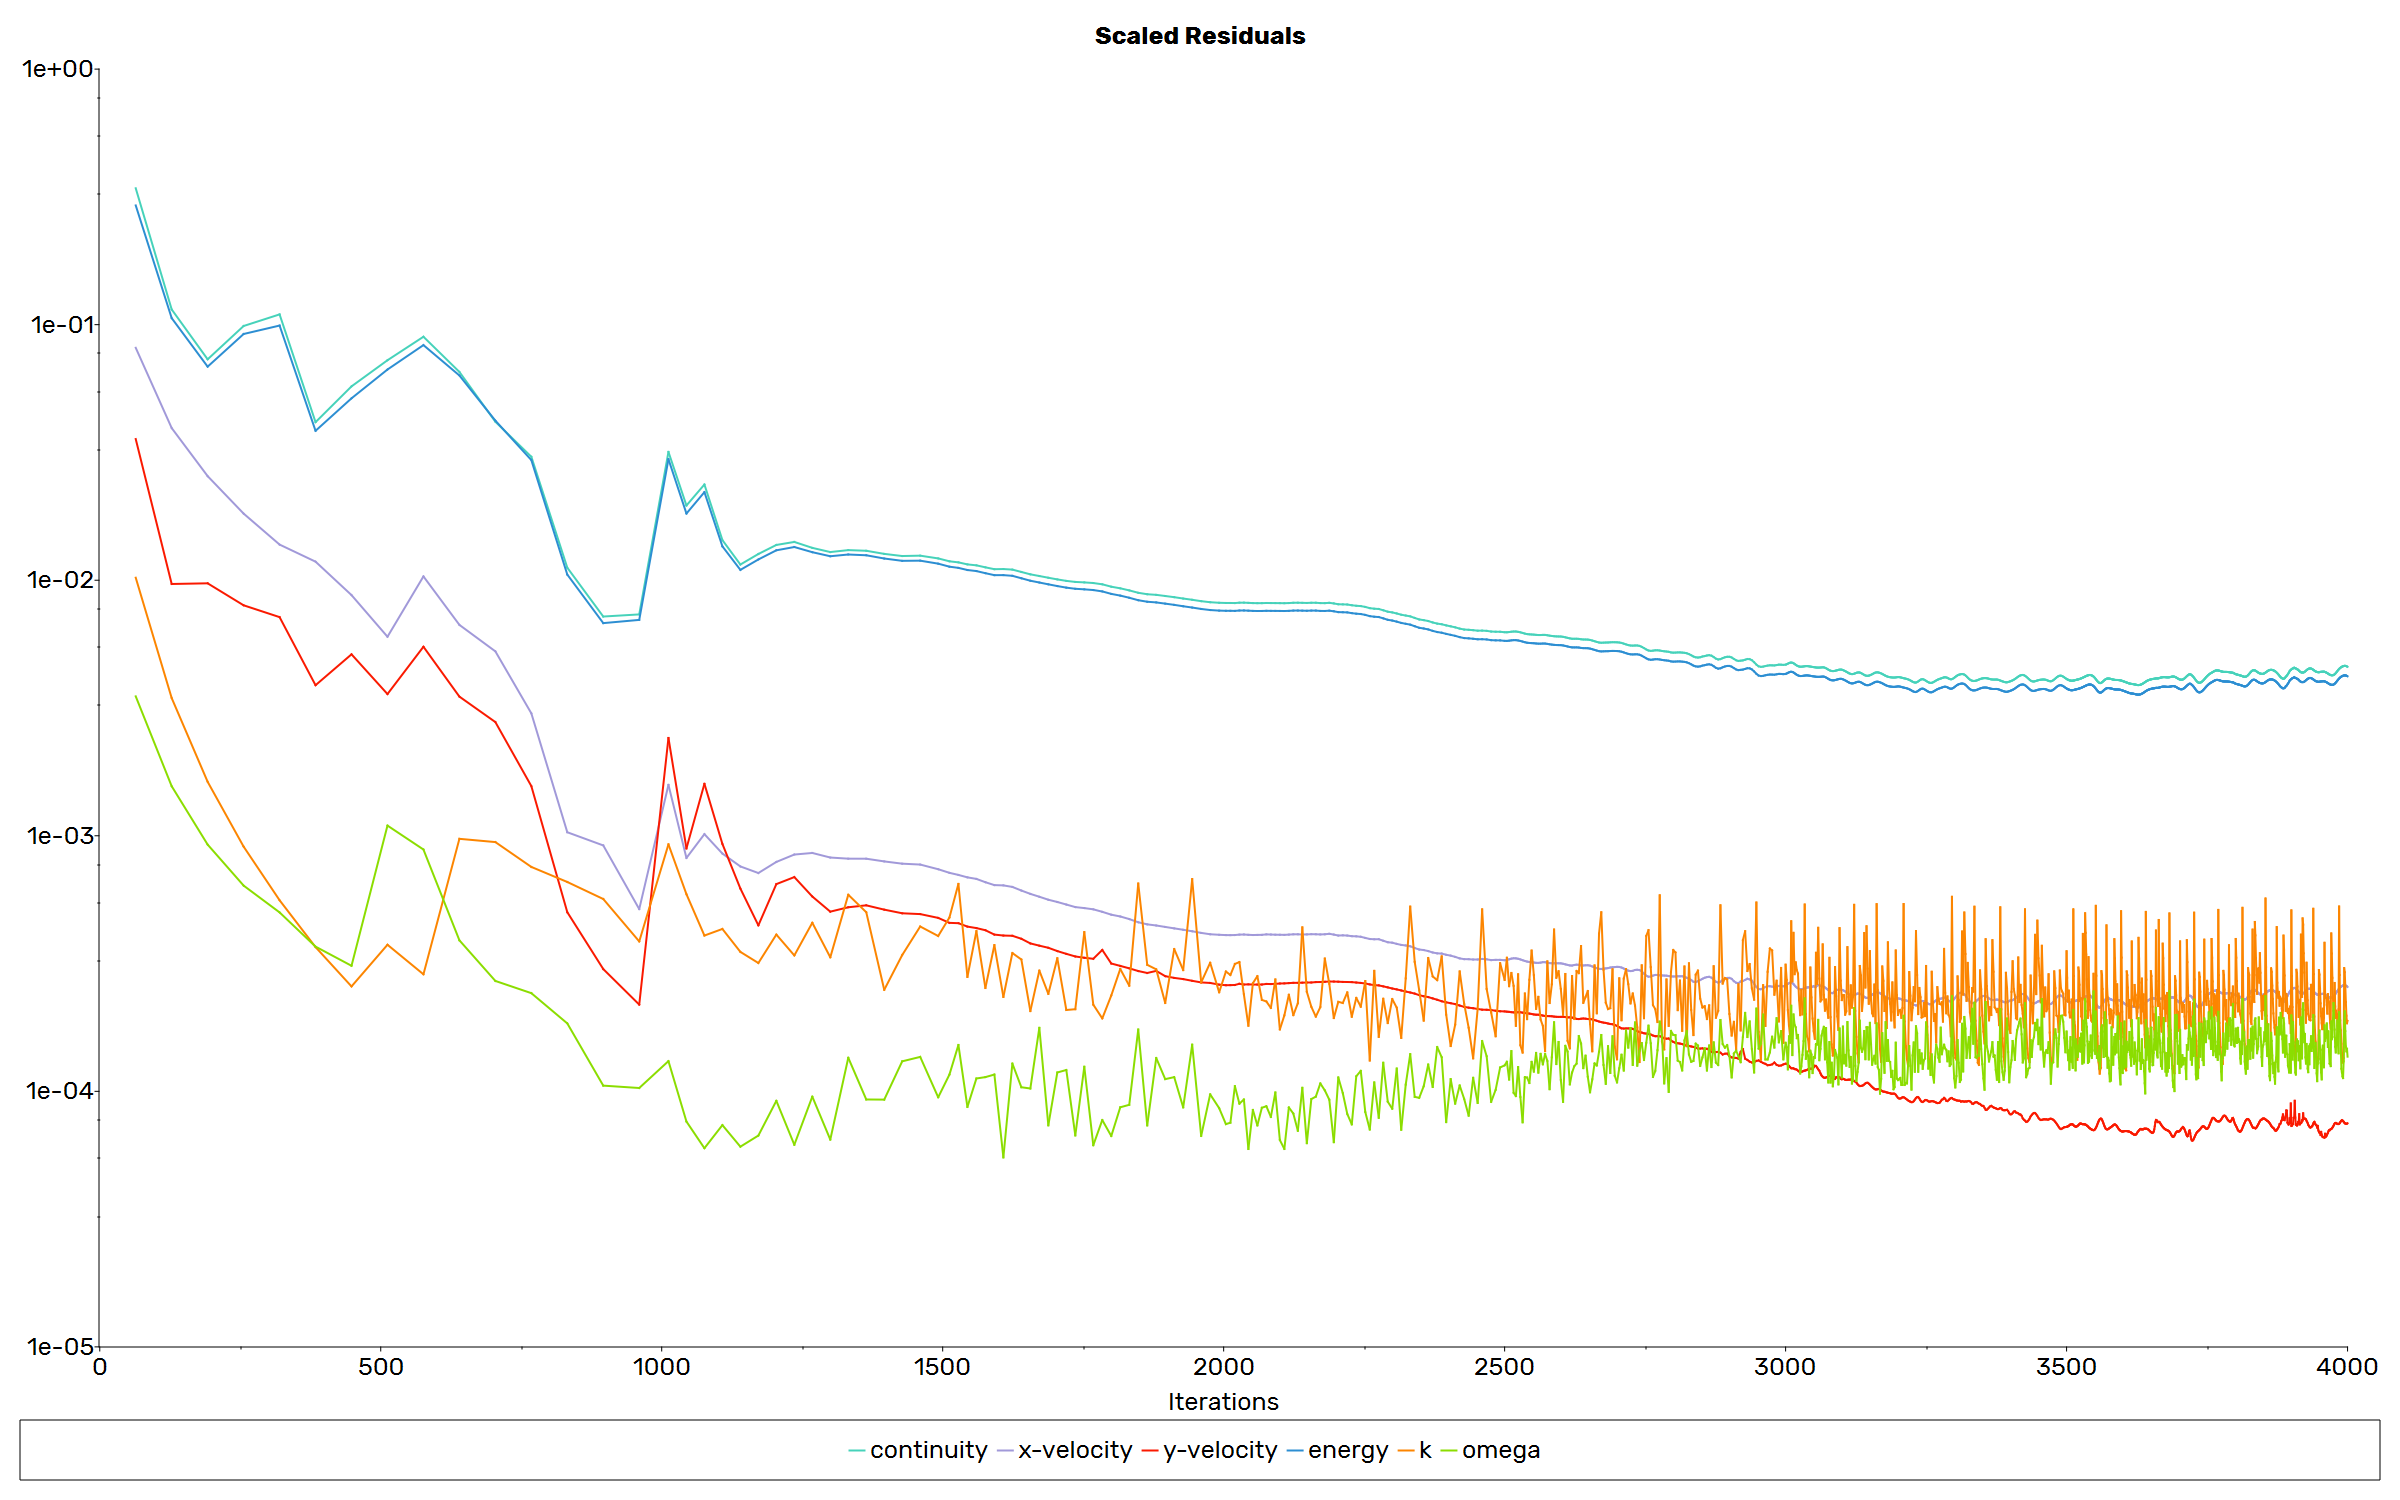 Scaled Residuals
1e+00
1e-01
1e-02
1e-03
1e-04
1e-05
0 500 1000 1500 2000 2500 3000 3500 4000
Iterations
continuity x-velocity y-velocity energy k omega